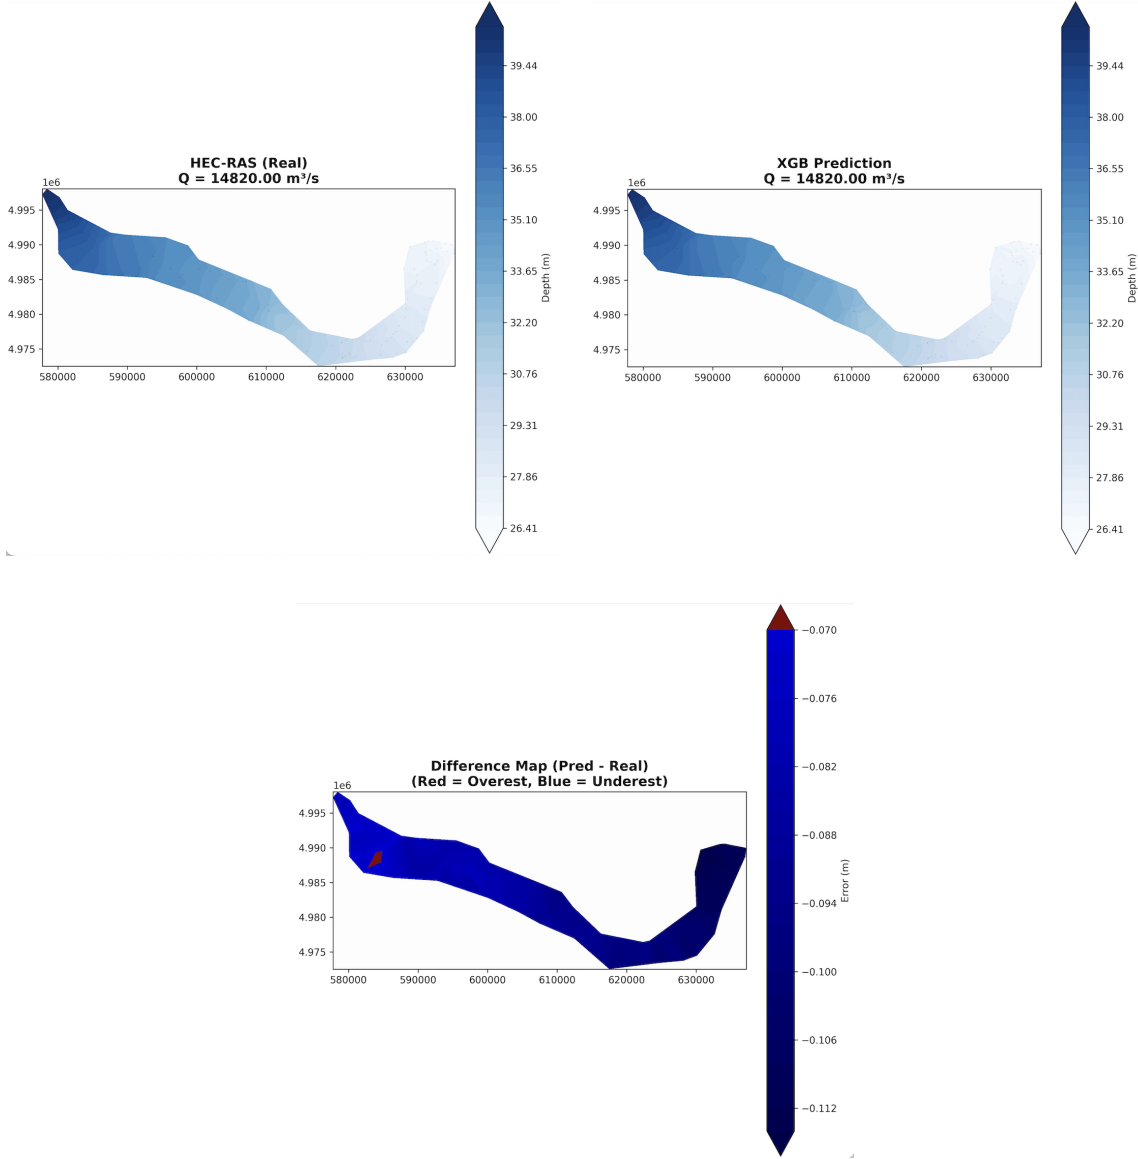 HEC-RAS (Real)
Q = 14820.00 m³/s
1e6
4.995
4.990
4.985
4.980
4.975
580000 590000 600000 610000 620000 630000
39.44
38.00
36.55
35.10
33.65
32.20
30.76
29.31
27.86
26.41
Depth (m)
XGB Prediction
Q = 14820.00 m³/s
1e6
4.995
4.990
4.985
4.980
4.975
580000 590000 600000 610000 620000 630000
39.44
38.00
36.55
35.10
33.65
32.20
30.76
29.31
27.86
26.41
Depth (m)
Difference Map (Pred - Real)
(Red = Overest, Blue = Underest)
1e6
4.995
4.990
4.985
4.980
4.975
580000 590000 600000 610000 620000 630000
−0.070
−0.076
−0.082
−0.088
−0.094
−0.100
−0.106
−0.112
Error (m)